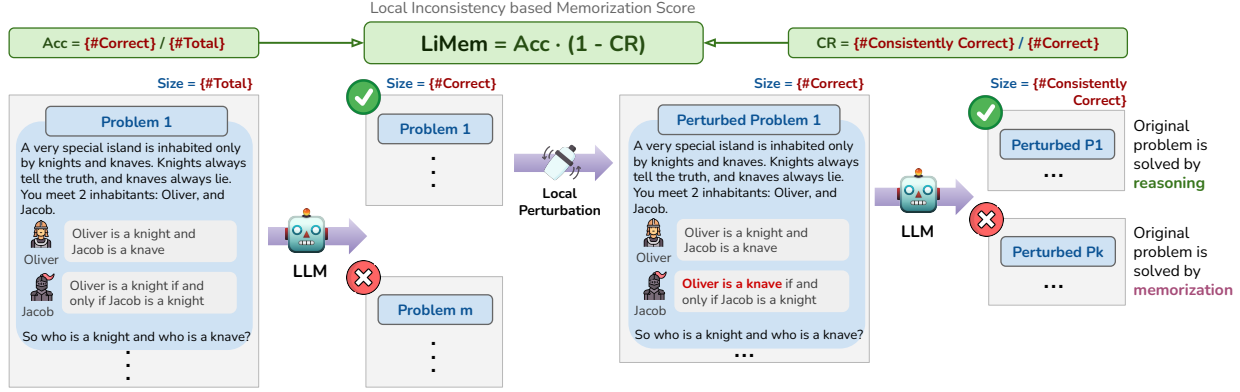 Local Inconsistency based Memorization Score
Acc = {#Correct} / {#Total}
LiMem = Acc · (1 - CR)
CR = {#Consistently Correct} / {#Correct}
Size = {#Total}
Problem 1
A very special island is inhabited only
by knights and knaves. Knights always
tell the truth, and knaves always lie.
You meet 2 inhabitants: Oliver, and
Jacob.
Oliver
Oliver is a knight and
Jacob is a knave
Jacob
Oliver is a knight if and
only if Jacob is a knight
So who is a knight and who is a knave?
LLM
Size = {#Correct}
Problem 1
Problem m
Local
Perturbation
Size = {#Correct}
Perturbed Problem 1
A very special island is inhabited only
by knights and knaves. Knights always
tell the truth, and knaves always lie.
You meet 2 inhabitants: Oliver, and
Jacob.
Oliver
Oliver is a knight and
Jacob is a knave
Jacob
Oliver is a knave if and
only if Jacob is a knight
So who is a knight and who is a knave?
...
LLM
Size = {#Consistently
Correct}
Perturbed P1
...
Original
problem is
solved by
reasoning
Perturbed Pk
...
Original
problem is
solved by
memorization